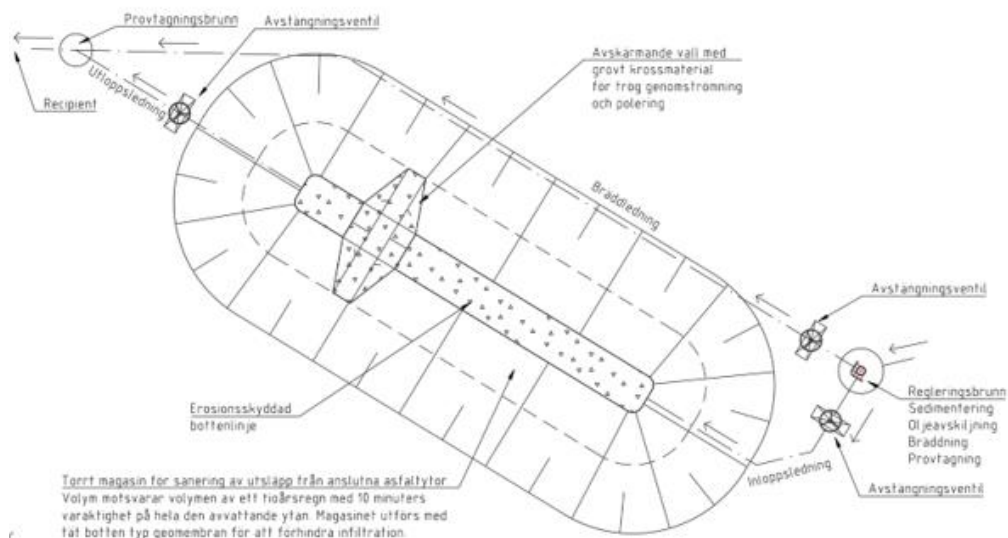 Provtagningsbrunn
Avstängningsventil
Avskärmande vall med
grovt krossmaterial
för trög genomströmning
och polering
Utloppsledning
Recipient
Bräddledning
Avstängningsventil
Regleringsbrunn
Sedimentering
Oljeavskiljning
Bräddning
Provtagning
Erosionsskyddad
bottenlinje
Inloppsledning
Avstängningsventil
Torrt magasin för sanering av utsläpp från anslutna asfaltytor
Volym motsvarar volymen av ett tioårsregn med 10 minuters
varaktighet på hela den avvattande ytan. Magasinet utförs med
tät botten typ geomembran för att förhindra infiltration.